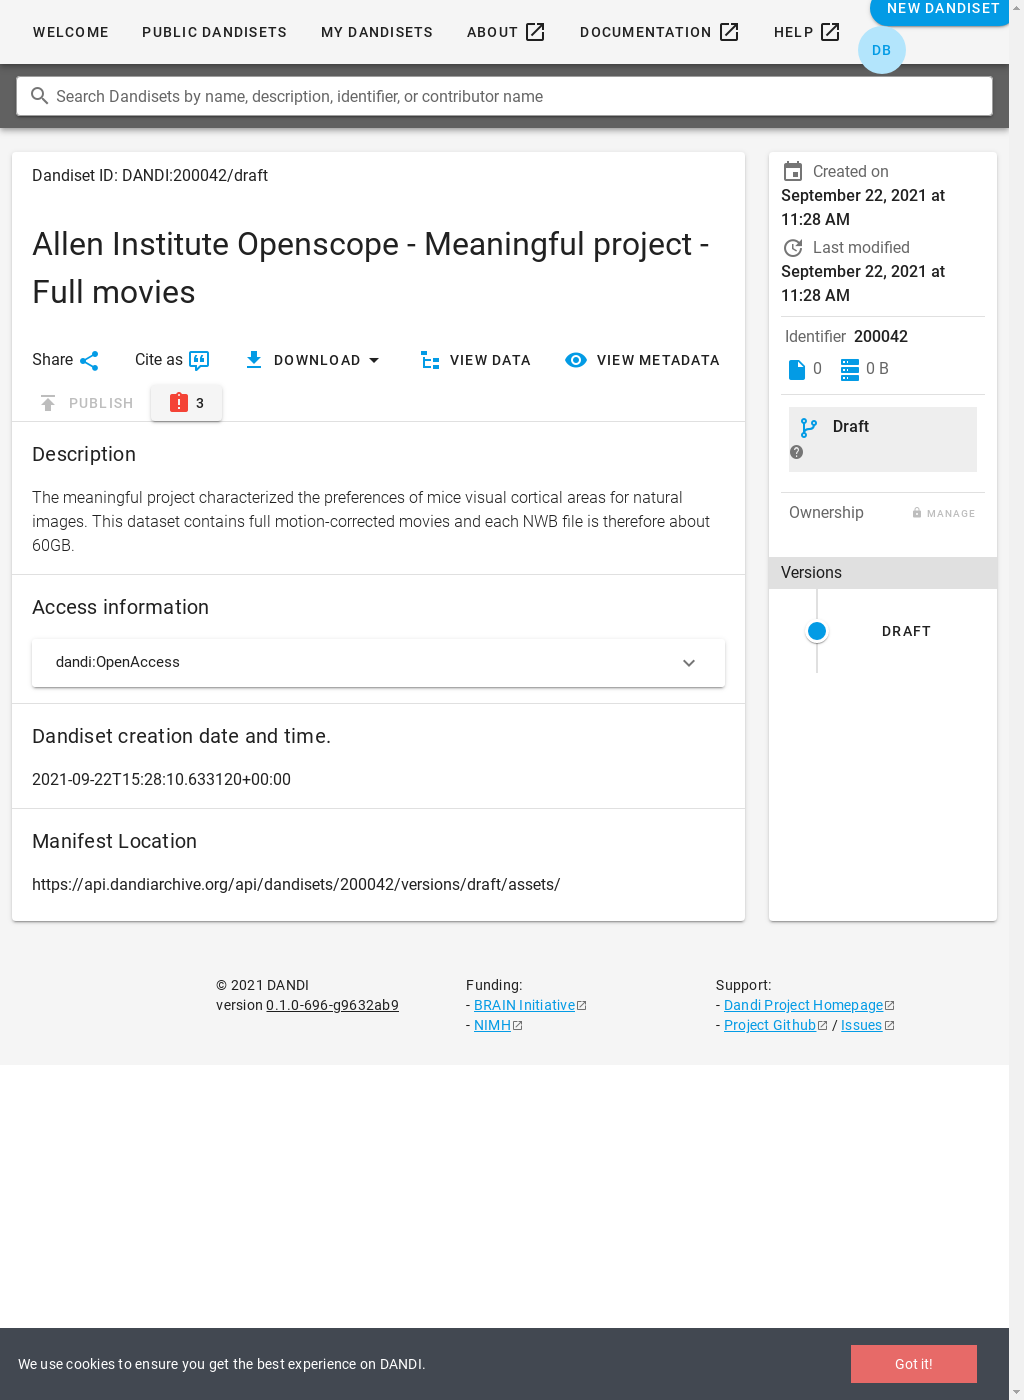 NEW DANDISET
WELCOME PUBLIC DANDISETS MY DANDISETS ABOUT DOCUMENTATION HELP
DB
Search Dandisets by name, description, identifier, or contributor name
Dandiset ID: DANDI:200042/draft
Allen Institute Openscope - Meaningful project -
Full movies
Share Cite as DOWNLOAD VIEW DATA VIEW METADATA
PUBLISH 3
Description
The meaningful project characterized the preferences of mice visual cortical areas for natural
images. This dataset contains full motion-corrected movies and each NWB file is therefore about
60GB.
Access information
dandi:OpenAccess
Dandiset creation date and time.
2021-09-22T15:28:10.633120+00:00
Manifest Location
https://api.dandiarchive.org/api/dandisets/200042/versions/draft/assets/
Created on
September 22, 2021 at
11:28 AM
Last modified
September 22, 2021 at
11:28 AM
Identifier 200042
0 0 B
Draft
Ownership MANAGE
Versions
DRAFT
© 2021 DANDI
version 0.1.0-696-g9632ab9
Funding:
- BRAIN Initiative
- NIMH
Support:
- Dandi Project Homepage
- Project Github / Issues
We use cookies to ensure you get the best experience on DANDI.
Got it!